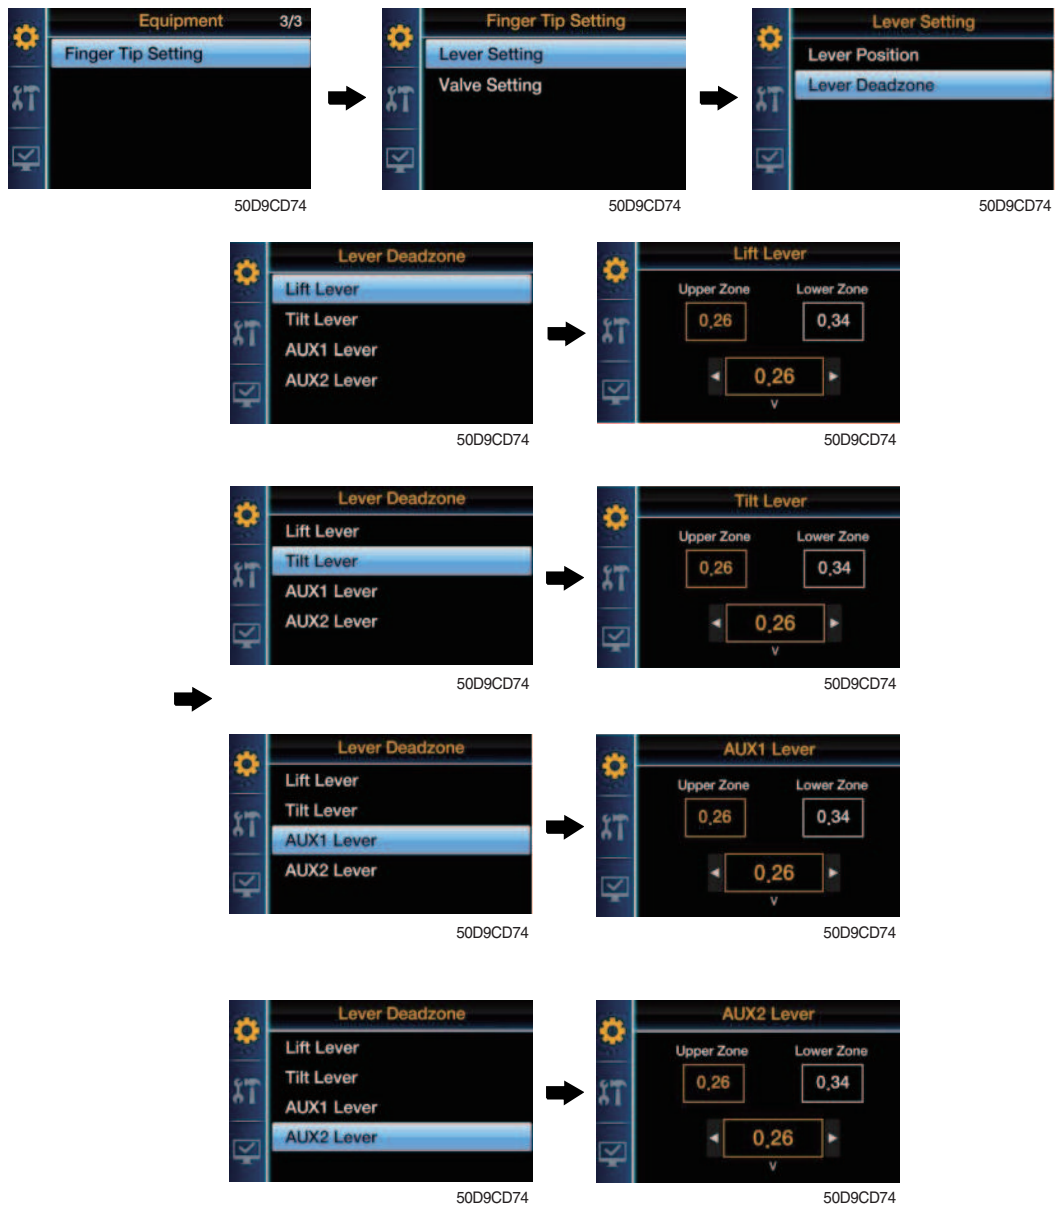 Equipment 3/3
Finger Tip Setting
50D9CD74
Finger Tip Setting
Lever Setting
Valve Setting
50D9CD74
Lever Setting
Lever Position
Lever Deadzone
50D9CD74
Lever Deadzone
Lift Lever
Tilt Lever
AUX1 Lever
AUX2 Lever
50D9CD74
Lift Lever
Upper Zone Lower Zone
0.26 0.34
0.26
V
50D9CD74
Lever Deadzone
Lift Lever
Tilt Lever
AUX1 Lever
AUX2 Lever
50D9CD74
Tilt Lever
Upper Zone Lower Zone
0.26 0.34
0.26
V
50D9CD74
Lever Deadzone
Lift Lever
Tilt Lever
AUX1 Lever
AUX2 Lever
50D9CD74
AUX1 Lever
Upper Zone Lower Zone
0.26 0.34
0.26
V
50D9CD74
Lever Deadzone
Lift Lever
Tilt Lever
AUX1 Lever
AUX2 Lever
50D9CD74
AUX2 Lever
Upper Zone Lower Zone
0.26 0.34
0.26
V
50D9CD74